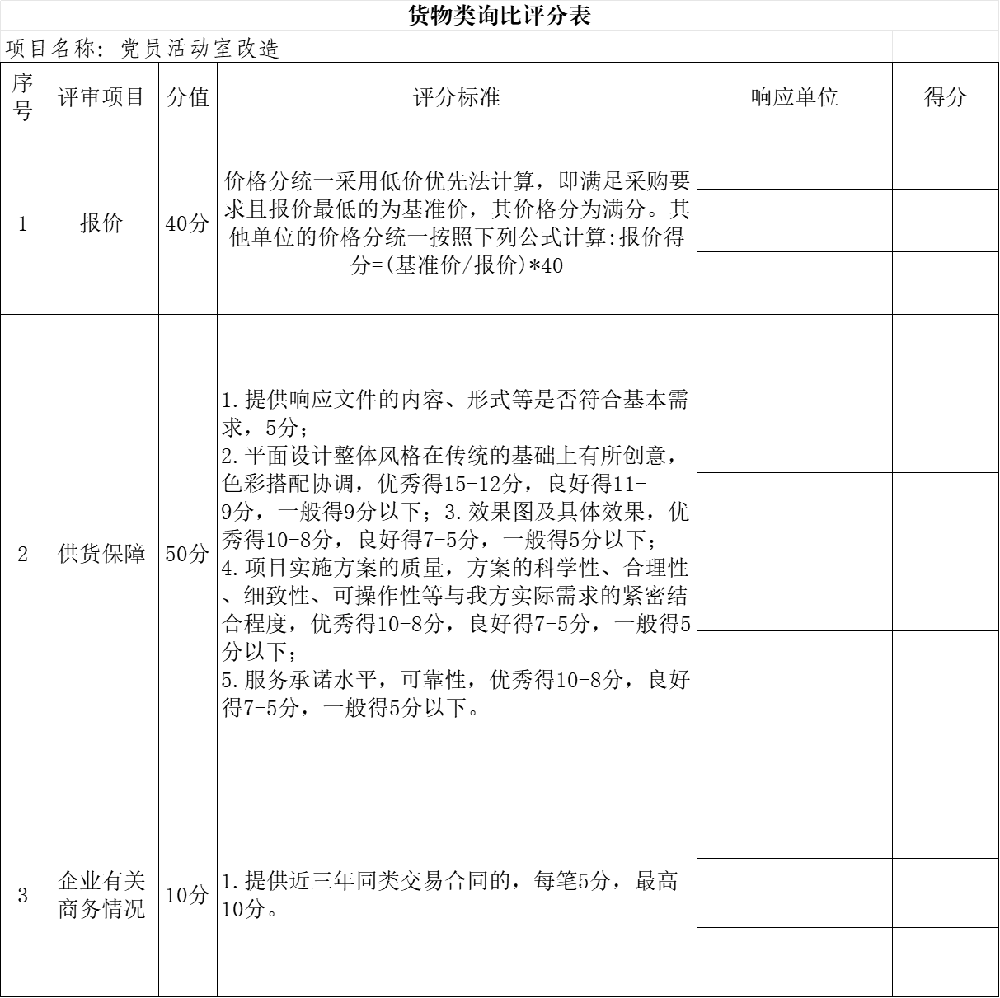 货物类询比评分表
项目名称：党员活动室改造
序号
评审项目
分值
评分标准
响应单位
得分
1
报价
40分
价格分统一采用低价优先法计算，即满足采购要
求且报价最低的为基准价，其价格分为满分。其
他单位的价格分统一按照下列公式计算:报价得
分=(基准价/报价)*40
2
供货保障
50分
1.提供响应文件的内容、形式等是否符合基本需
求，5分；
2.平面设计整体风格在传统的基础上有所创意，
色彩搭配协调，优秀得15-12分，良好得11-
9分，一般得9分以下；3.效果图及具体效果，优
秀得10-8分，良好得7-5分，一般得5分以下；
4.项目实施方案的质量，方案的科学性、合理性
、细致性、可操作性等与我方实际需求的紧密结
合程度，优秀得10-8分，良好得7-5分，一般得5
分以下；
5.服务承诺水平，可靠性，优秀得10-8分，良好
得7-5分，一般得5分以下。
3
企业有关
商务情况
10分
1.提供近三年同类交易合同的，每笔5分，最高
10分。